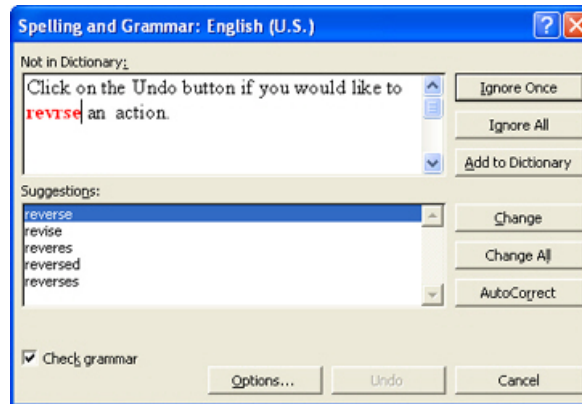 Spelling and Grammar: English (U.S.)
Not in Dictionary:
Click on the Undo button if you would like to
revrse an action.
Ignore Once
Ignore All
Add to Dictionary
Suggestions:
reverse
revise
reveres
reversed
reverses
Change
Change All
AutoCorrect
Check grammar
Options...
Undo
Cancel